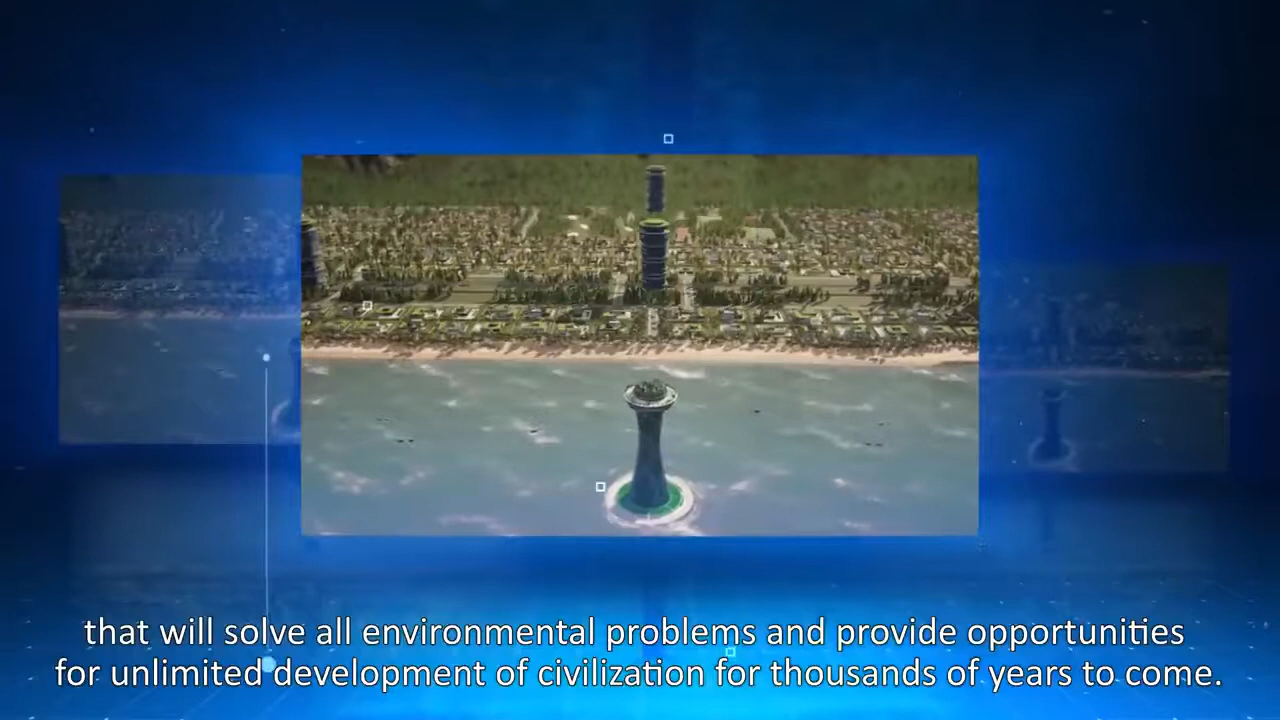 that will solve all environmental problems and provide opportunities
for unlimited development of civilization for thousands of years to come.